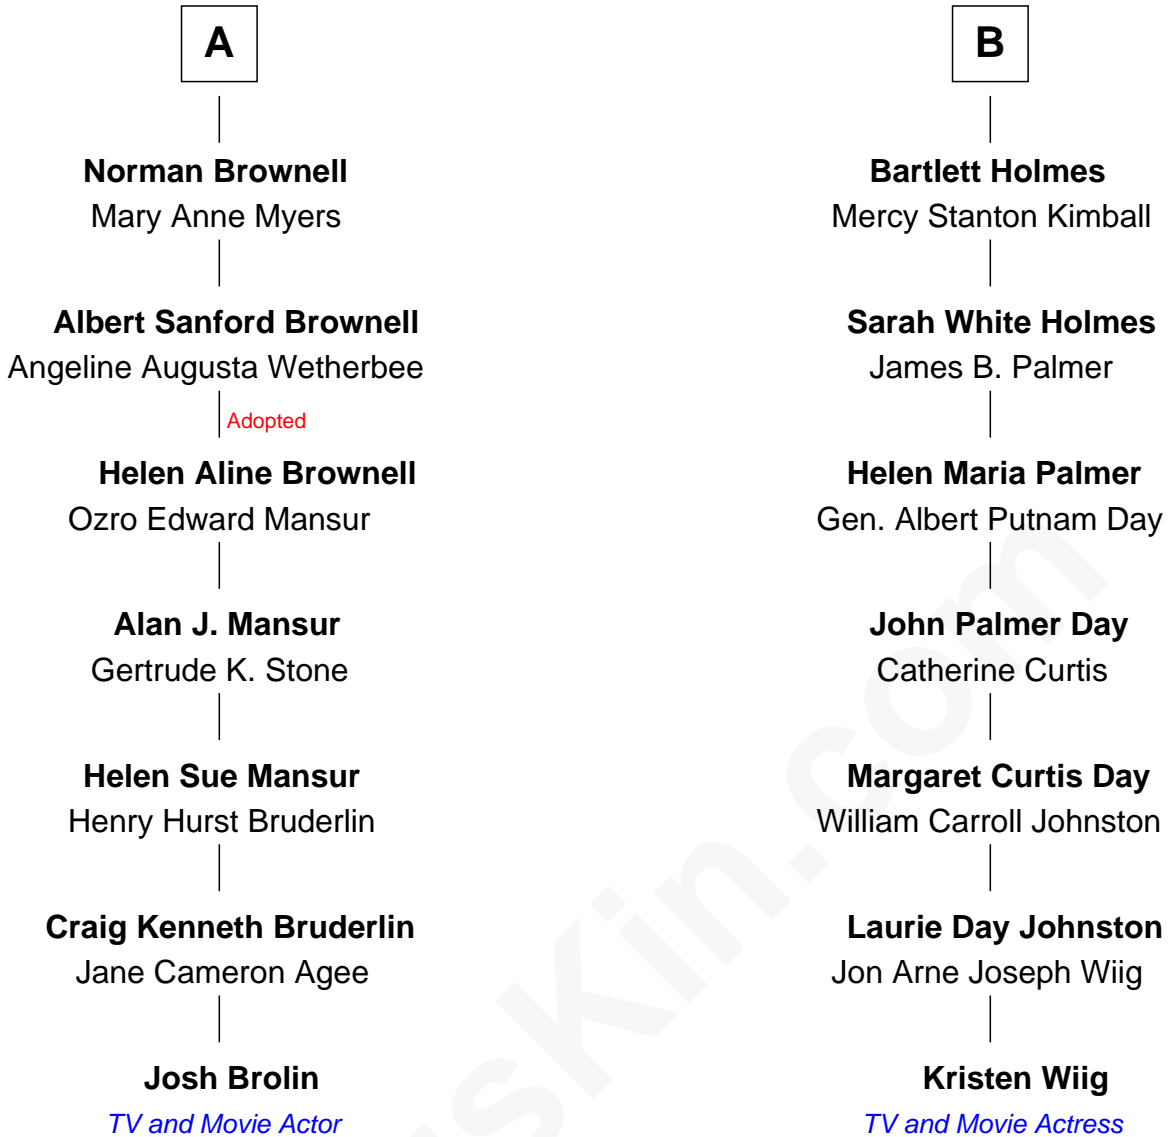 A
Norman Brownell
Mary Anne Myers
Albert Sanford Brownell
Angeline Augusta Wetherbee
Adopted
Helen Aline Brownell
Ozro Edward Mansur
Alan J. Mansur
Gertrude K. Stone
Helen Sue Mansur
Henry Hurst Bruderlin
Craig Kenneth Bruderlin
Jane Cameron Agee
Josh Brolin
TV and Movie Actor
B
Bartlett Holmes
Mercy Stanton Kimball
Sarah White Holmes
James B. Palmer
Helen Maria Palmer
Gen. Albert Putnam Day
John Palmer Day
Catherine Curtis
Margaret Curtis Day
William Carroll Johnston
Laurie Day Johnston
Jon Arne Joseph Wiig
Kristen Wiig
TV and Movie Actress
sKin.com